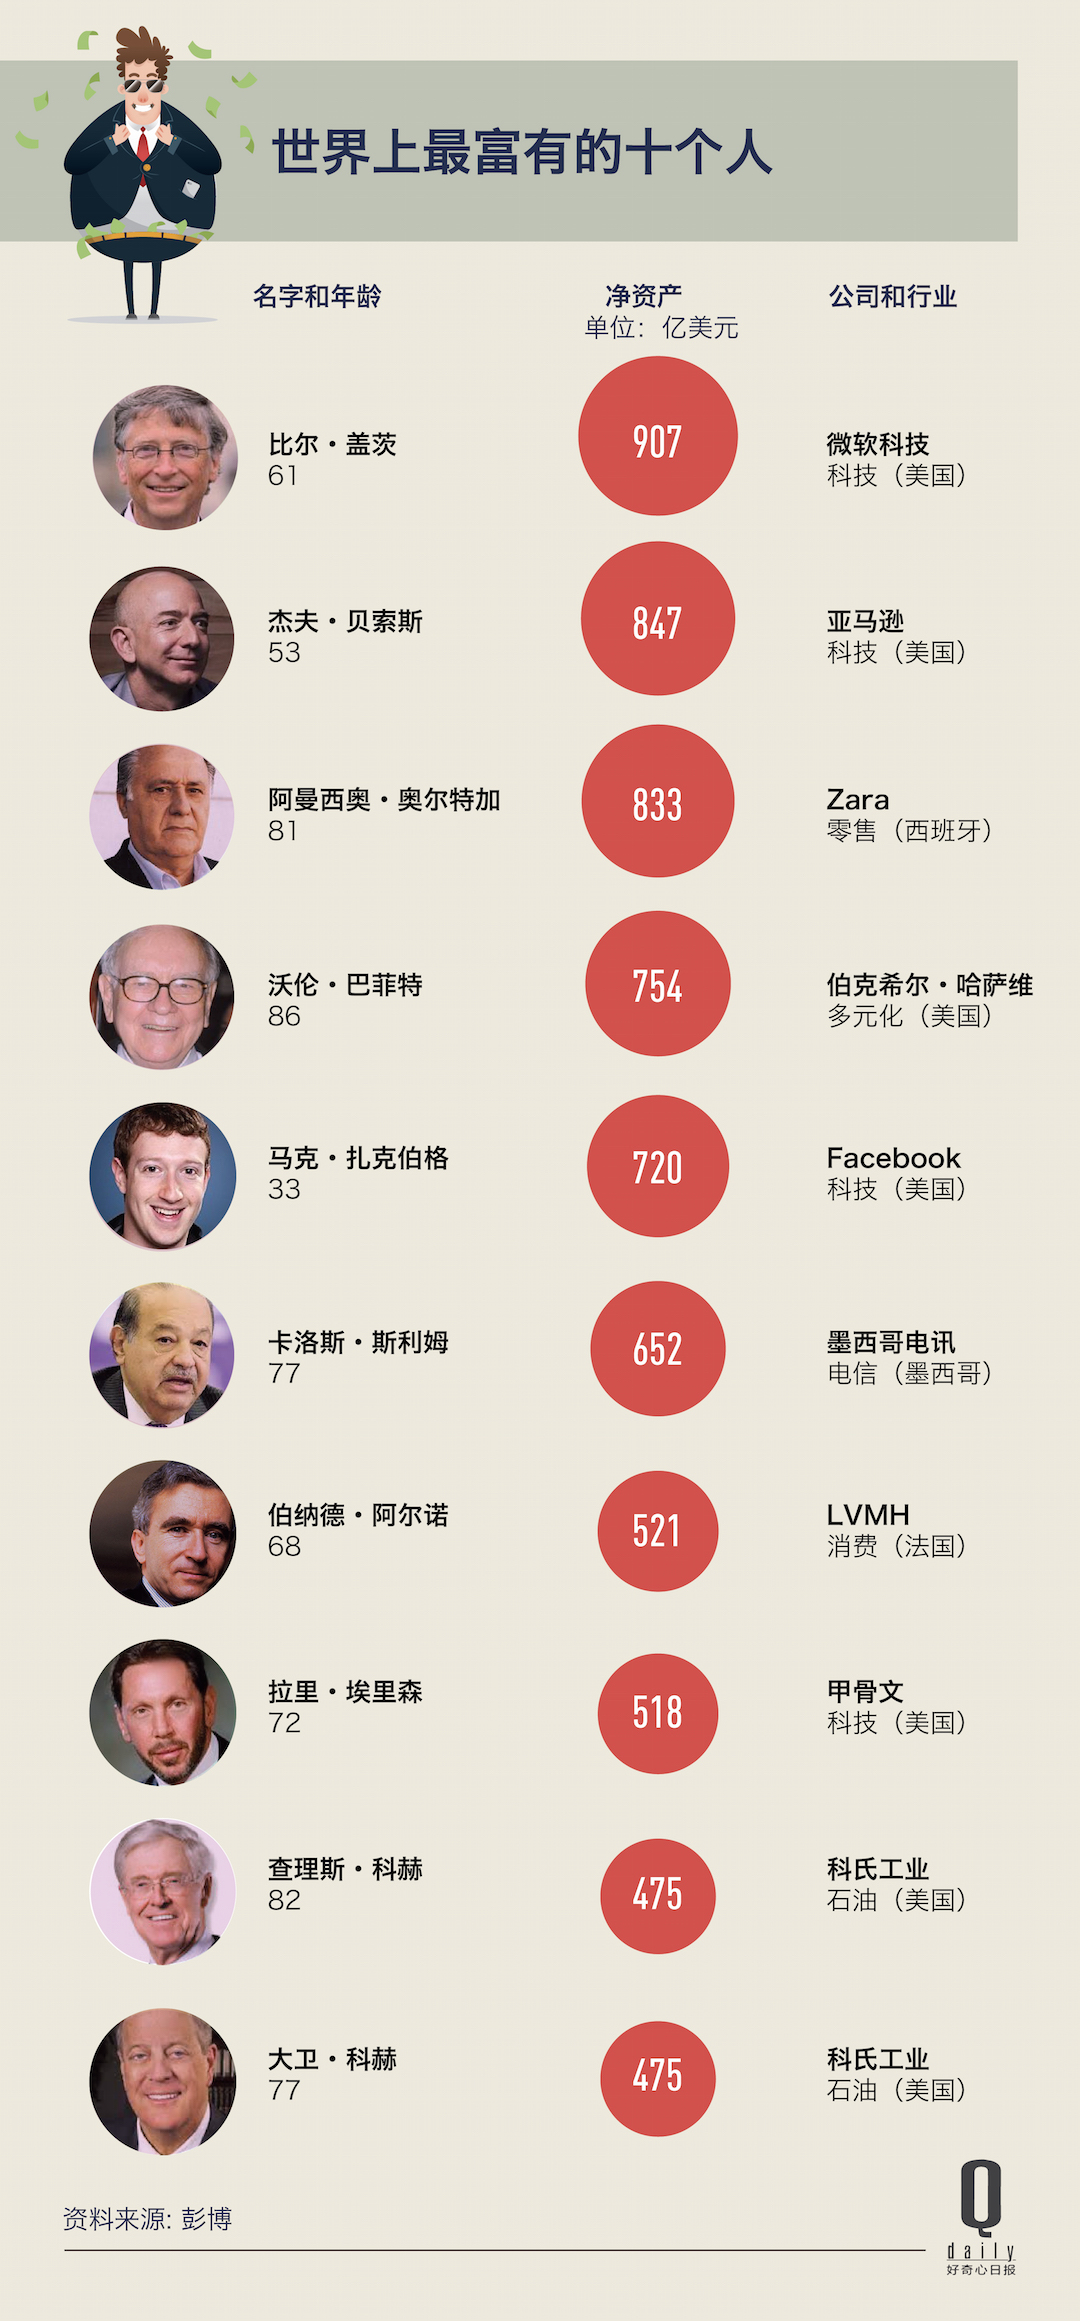 世界上最富有的十个人
名字和年龄
净资产
单位：亿美元
公司和行业
比尔·盖茨
61
907
微软科技
科技（美国）
杰夫·贝索斯
53
847
亚马逊
科技（美国）
阿曼西奥·奥尔特加
81
833
Zara
零售（西班牙）
沃伦·巴菲特
86
754
伯克希尔·哈萨维
多元化（美国）
马克·扎克伯格
33
720
Facebook
科技（美国）
卡洛斯·斯利姆
77
652
墨西哥电讯
电信（墨西哥）
伯纳德·阿尔诺
68
521
LVMH
消费（法国）
拉里·埃里森
72
518
甲骨文
科技（美国）
查理斯·科赫
82
475
科氏工业
石油（美国）
大卫·科赫
77
475
科氏工业
石油（美国）
资料来源: 彭博
Q
daily
好奇心日报